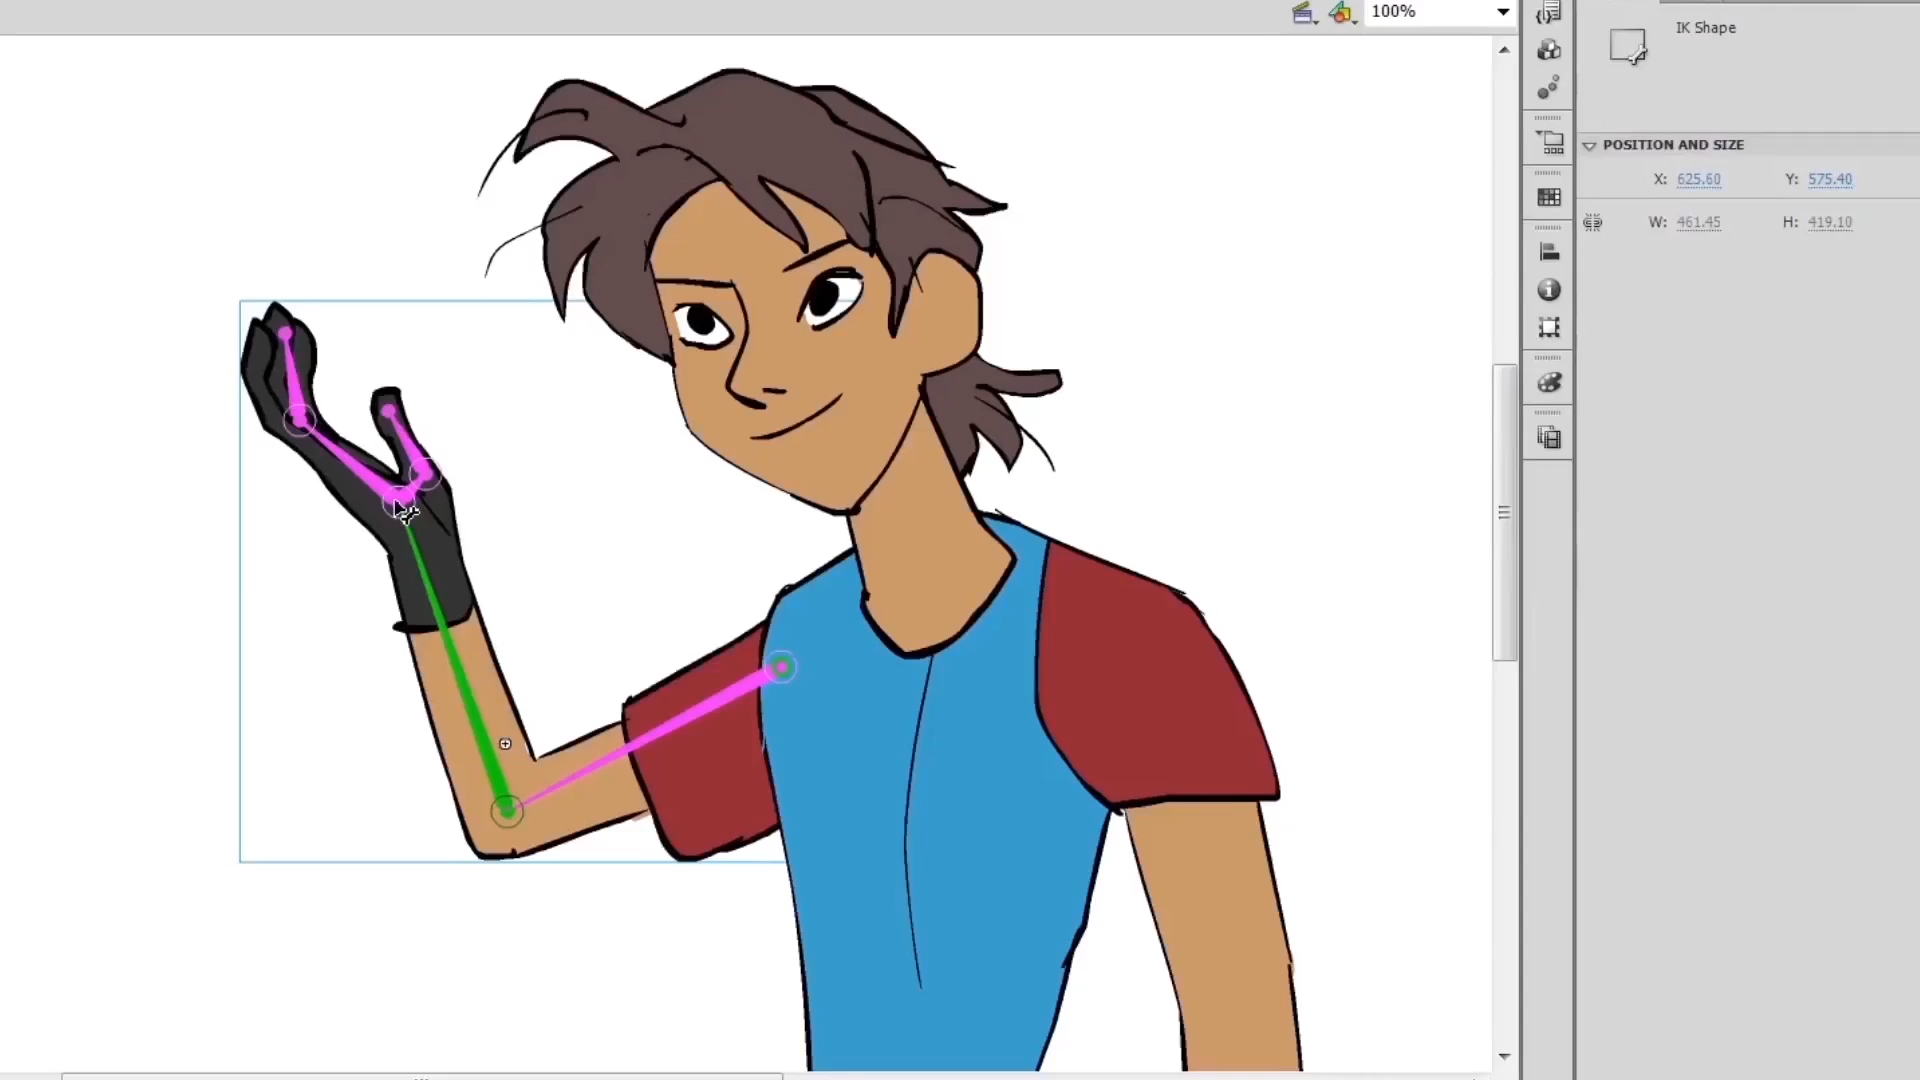 100%
IK Shape
POSITION AND SIZE
X: 625.60 Y: 575.40
W: 461.45 H: 419.10